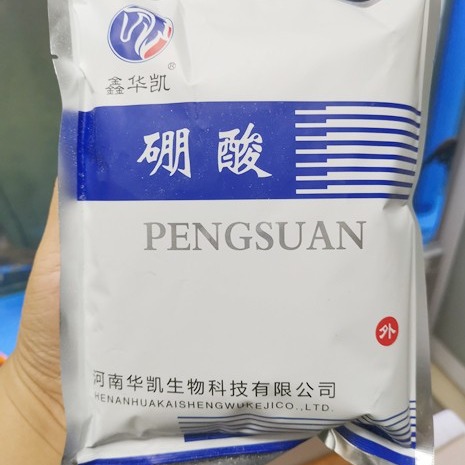 鑫华凯®
硼酸
PENGSUAN
外
河南华凯生物科技有限公司
HENANHUAKAISHENGWUKEJICO.,LTD.